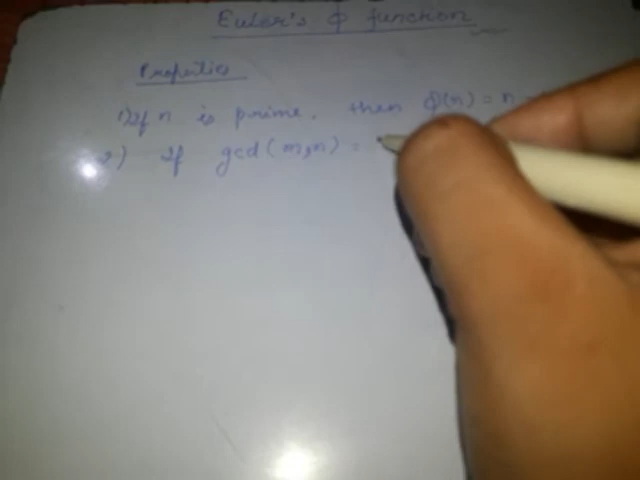 Euler's φ function
Properties
1) If n is prime, then φ(n) = n -
2) If gcd(m,n) =